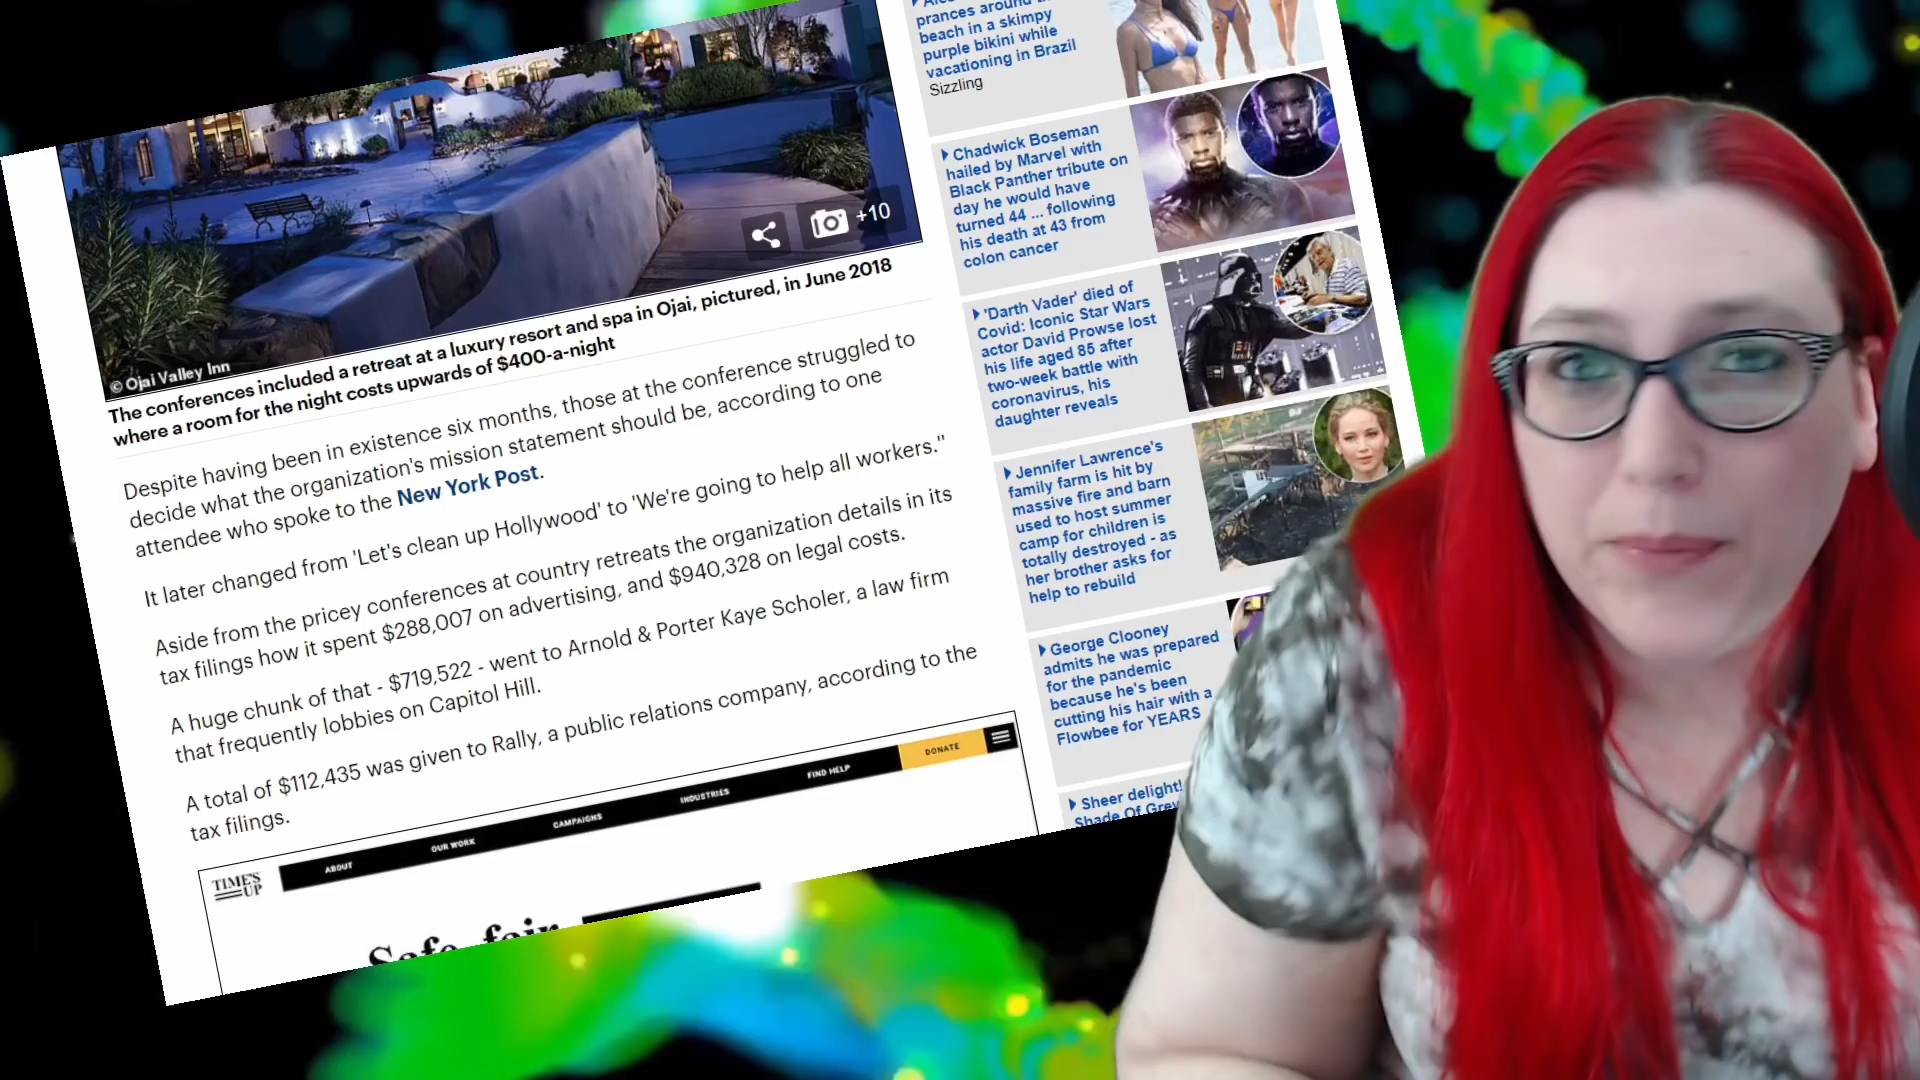 +10
© Ojai Valley Inn
The conferences included a retreat at a luxury resort and spa in Ojai, pictured, in June 2018
where a room for the night costs upwards of $400-a-night
Despite having been in existence six months, those at the conference struggled to
decide what the organization's mission statement should be, according to one
attendee who spoke to the New York Post.
It later changed from 'Let's clean up Hollywood' to 'We're going to help all workers."
Aside from the pricey conferences at country retreats the organization details in its
tax filings how it spent $288,007 on advertising, and $940,328 on legal costs.
A huge chunk of that - $719,522 - went to Arnold & Porter Kaye Scholer, a law firm
that frequently lobbies on Capitol Hill.
A total of $112,435 was given to Rally, a public relations company, according to the
tax filings.
TIME'S
UP
ABOUT
OUR WORK
CAMPAIGNS
INDUSTRIES
FIND HELP
DONATE
Safe, fair
prances around
beach in a skimpy
purple bikini while
vacationing in Brazil
Sizzling
Chadwick Boseman
hailed by Marvel with
Black Panther tribute on
day he would have
turned 44 ... following
his death at 43 from
colon cancer
'Darth Vader' died of
Covid: Iconic Star Wars
actor David Prowse lost
his life aged 85 after
two-week battle with
coronavirus, his
daughter reveals
Jennifer Lawrence's
family farm is hit by
massive fire and barn
used to host summer
camp for children is
totally destroyed - as
her brother asks for
help to rebuild
George Clooney
admits he was prepared
for the pandemic
because he's been
cutting his hair with a
Flowbee for YEARS
Sheer delight!
Shade Of Grey